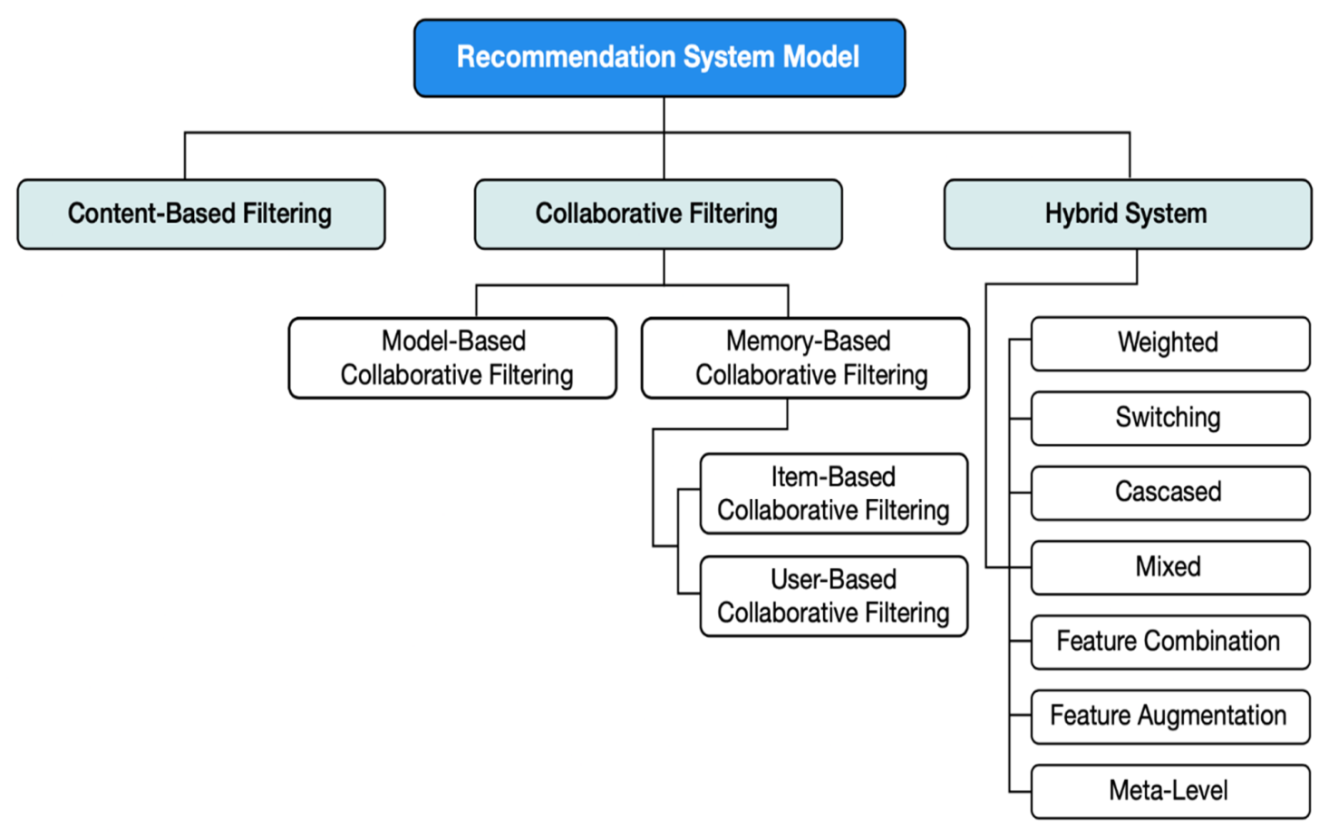 Recommendation System Model
Content-Based Filtering
Collaborative Filtering
Hybrid System
Model-Based
Collaborative Filtering
Memory-Based
Collaborative Filtering
Item-Based
Collaborative Filtering
User-Based
Collaborative Filtering
Weighted
Switching
Cascased
Mixed
Feature Combination
Feature Augmentation
Meta-Level